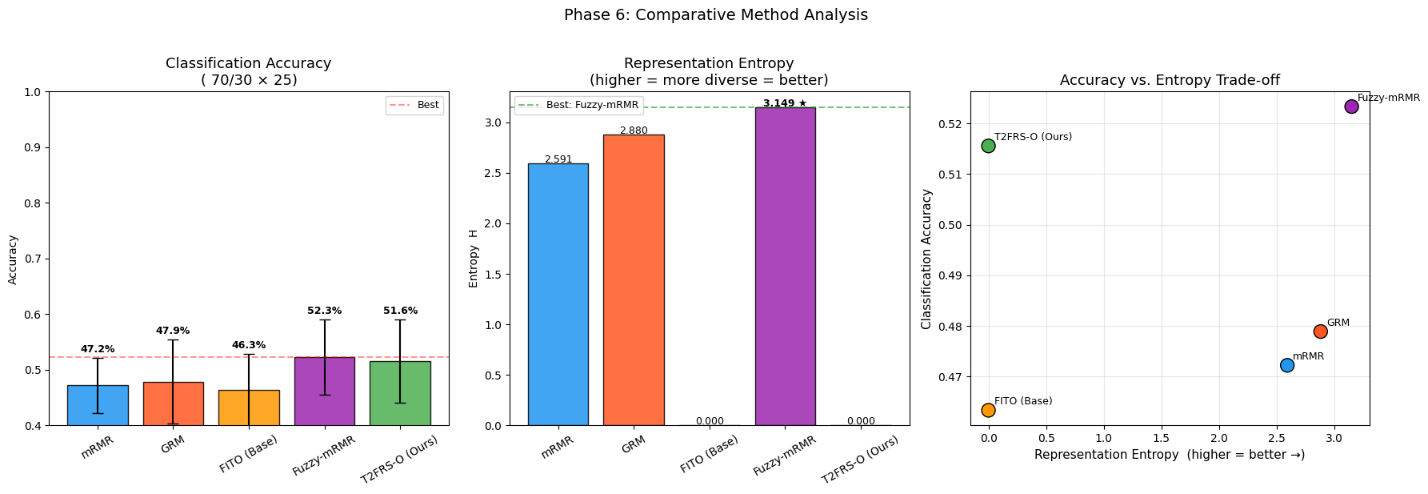 Phase 6: Comparative Method Analysis
Classification Accuracy
( 70/30 × 25)
Accuracy
1.0
0.9
0.8
0.7
0.6
0.5
0.4
Best
47.2%
47.9%
46.3%
52.3%
51.6%
mRMR
GRM
FITO (Base)
Fuzzy-mRMR
T2FRS-O (Ours)
Representation Entropy
(higher = more diverse = better)
Entropy H
3.0
2.5
2.0
1.5
1.0
0.5
0.0
Best: Fuzzy-mRMR
2.591
2.880
0.000
3.149 ★
0.000
mRMR
GRM
FITO (Base)
Fuzzy-mRMR
T2FRS-O (Ours)
Accuracy vs. Entropy Trade-off
Classification Accuracy
0.52
0.51
0.50
0.49
0.48
0.47
Fuzzy-mRMR
T2FRS-O (Ours)
GRM
mRMR
FITO (Base)
0.0
0.5
1.0
1.5
2.0
2.5
3.0
Representation Entropy (higher = better →)